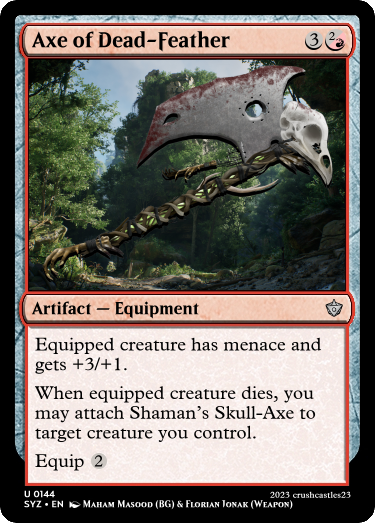 Axe of Dead-Feather 3 2
Artifact — Equipment
Equipped creature has menace and
gets +3/+1.
When equipped creature dies, you
may attach Shaman's Skull-Axe to
target creature you control.
Equip 2
U 0144
SYZ • EN Maham Masood (BG) & Florian Jonak (Weapon)
2023 crushcastles23